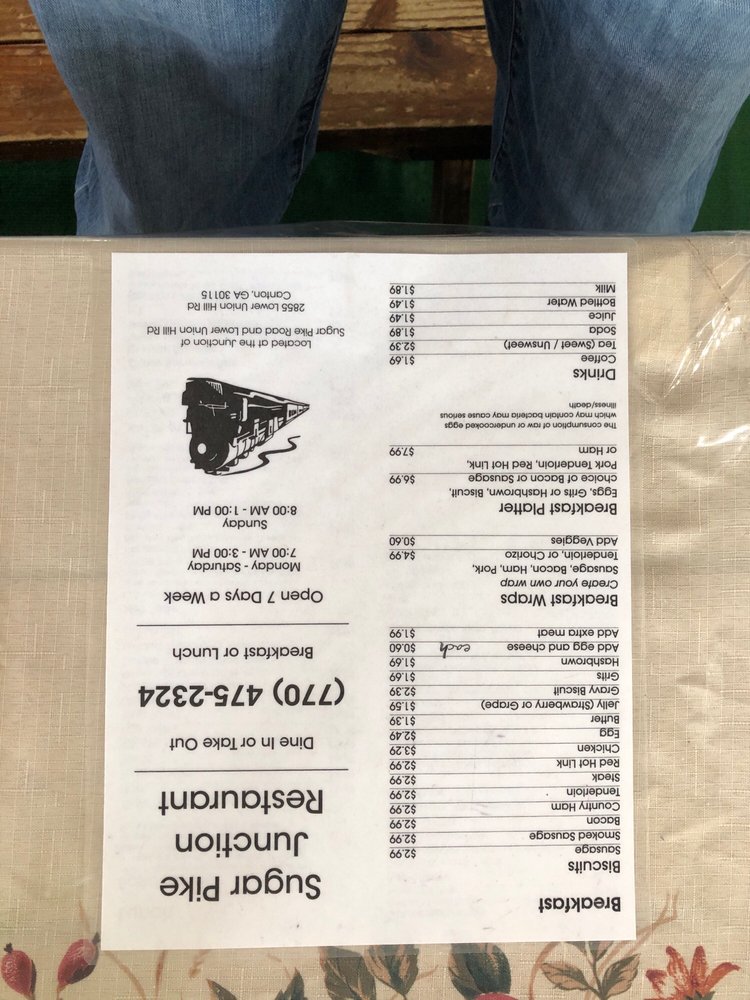 Breakfast
Biscuits
Sausage $2.99
Smoked Sausage $2.99
Bacon $2.99
Country Ham $2.99
Tenderloin $2.99
Steak $2.99
Red Hot Link $2.99
Chicken $3.29
Egg $2.49
Butter $1.39
Jelly (Strawberry or Grape) $1.59
Gravy Biscuit $2.39
Grits $1.69
Hashbrown $1.69
Add egg and cheese each $0.60
Add extra meat $1.99
Breakfast Wraps
Create your own wrap
Sausage, Bacon, Ham, Pork,
Tenderloin, or Chorizo $4.99
Add Veggies $0.60
Breakfast Platter
Eggs, Grits or Hashbrown, Biscuit,
choice of Bacon or Sausage $6.99
Pork Tenderloin, Red Hot Link,
or Ham $7.99
The consumption of raw or undercooked eggs
which may contain bacteria may cause serious
illness/death
Drinks
Coffee $1.69
Tea (Sweet / Unsweet) $2.39
Soda $1.89
Juice $1.49
Bottled Water $1.49
Milk $1.89
Sugar Pike
Junction
Restaurant
Dine In or Take Out
(770) 475-2324
Breakfast or Lunch
Open 7 Days a Week
Monday - Saturday
7:00 AM - 3:00 PM
Sunday
8:00 AM - 1:00 PM
Located at the Junction of
Sugar Pike Road and Lower Union Hill Rd
2855 Lower Union Hill Rd
Canton, GA 30115